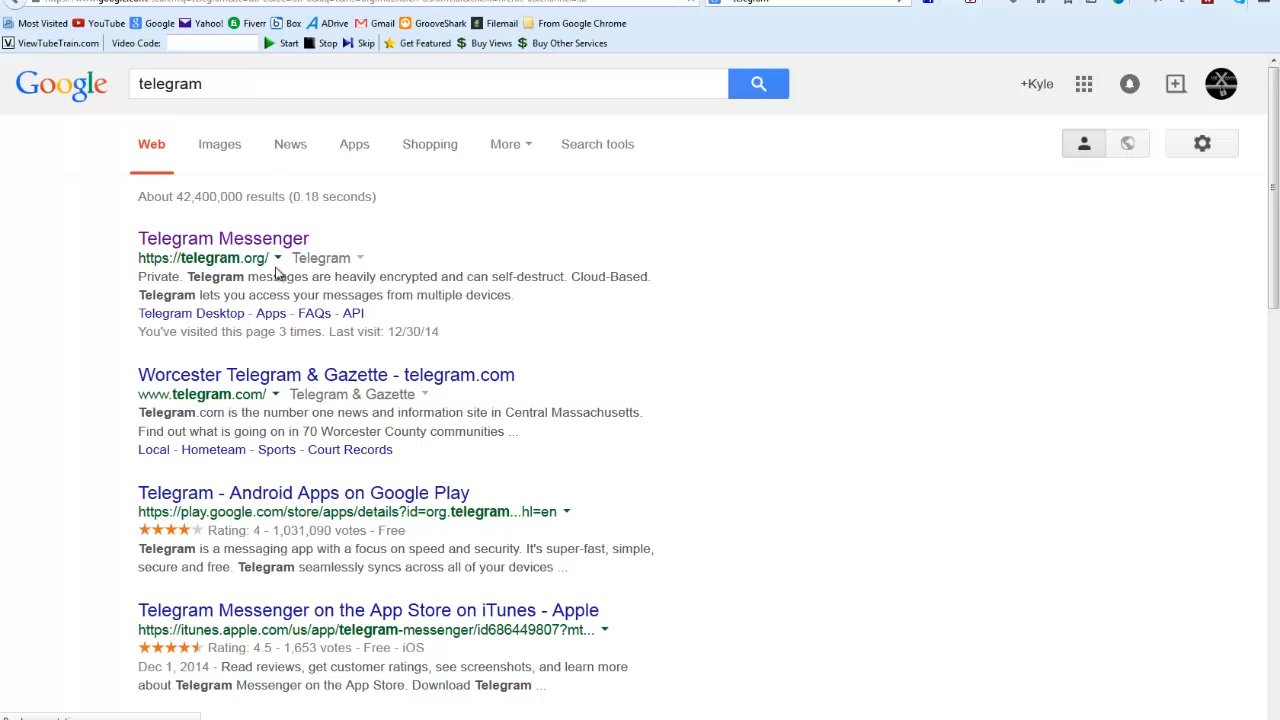 telegram
Most Visited YouTube Google Yahoo! Fiverr Box ADrive Gmail GrooveShark Filemail From Google Chrome
ViewTubeTrain.com Video Code: Start Stop Skip Get Featured $ Buy Views $ Buy Other Services
Google telegram +Kyle
Web Images News Apps Shopping More Search tools
About 42,400,000 results (0.18 seconds)
Telegram Messenger
https://telegram.org/ Telegram
Private. Telegram messages are heavily encrypted and can self-destruct. Cloud-Based.
Telegram lets you access your messages from multiple devices.
Telegram Desktop - Apps - FAQs - API
You've visited this page 3 times. Last visit: 12/30/14
Worcester Telegram & Gazette - telegram.com
www.telegram.com/ Telegram & Gazette
Telegram.com is the number one news and information site in Central Massachusetts.
Find out what is going on in 70 Worcester County communities ...
Local - Hometeam - Sports - Court Records
Telegram - Android Apps on Google Play
https://play.google.com/store/apps/details?id=org.telegram...hl=en
Rating: 4 - 1,031,090 votes - Free
Telegram is a messaging app with a focus on speed and security. It's super-fast, simple,
secure and free. Telegram seamlessly syncs across all of your devices ...
Telegram Messenger on the App Store on iTunes - Apple
https://itunes.apple.com/us/app/telegram-messenger/id686449807?mt...
Rating: 4.5 - 1,653 votes - Free - iOS
Dec 1, 2014 - Read reviews, get customer ratings, see screenshots, and learn more
about Telegram Messenger on the App Store. Download Telegram ...